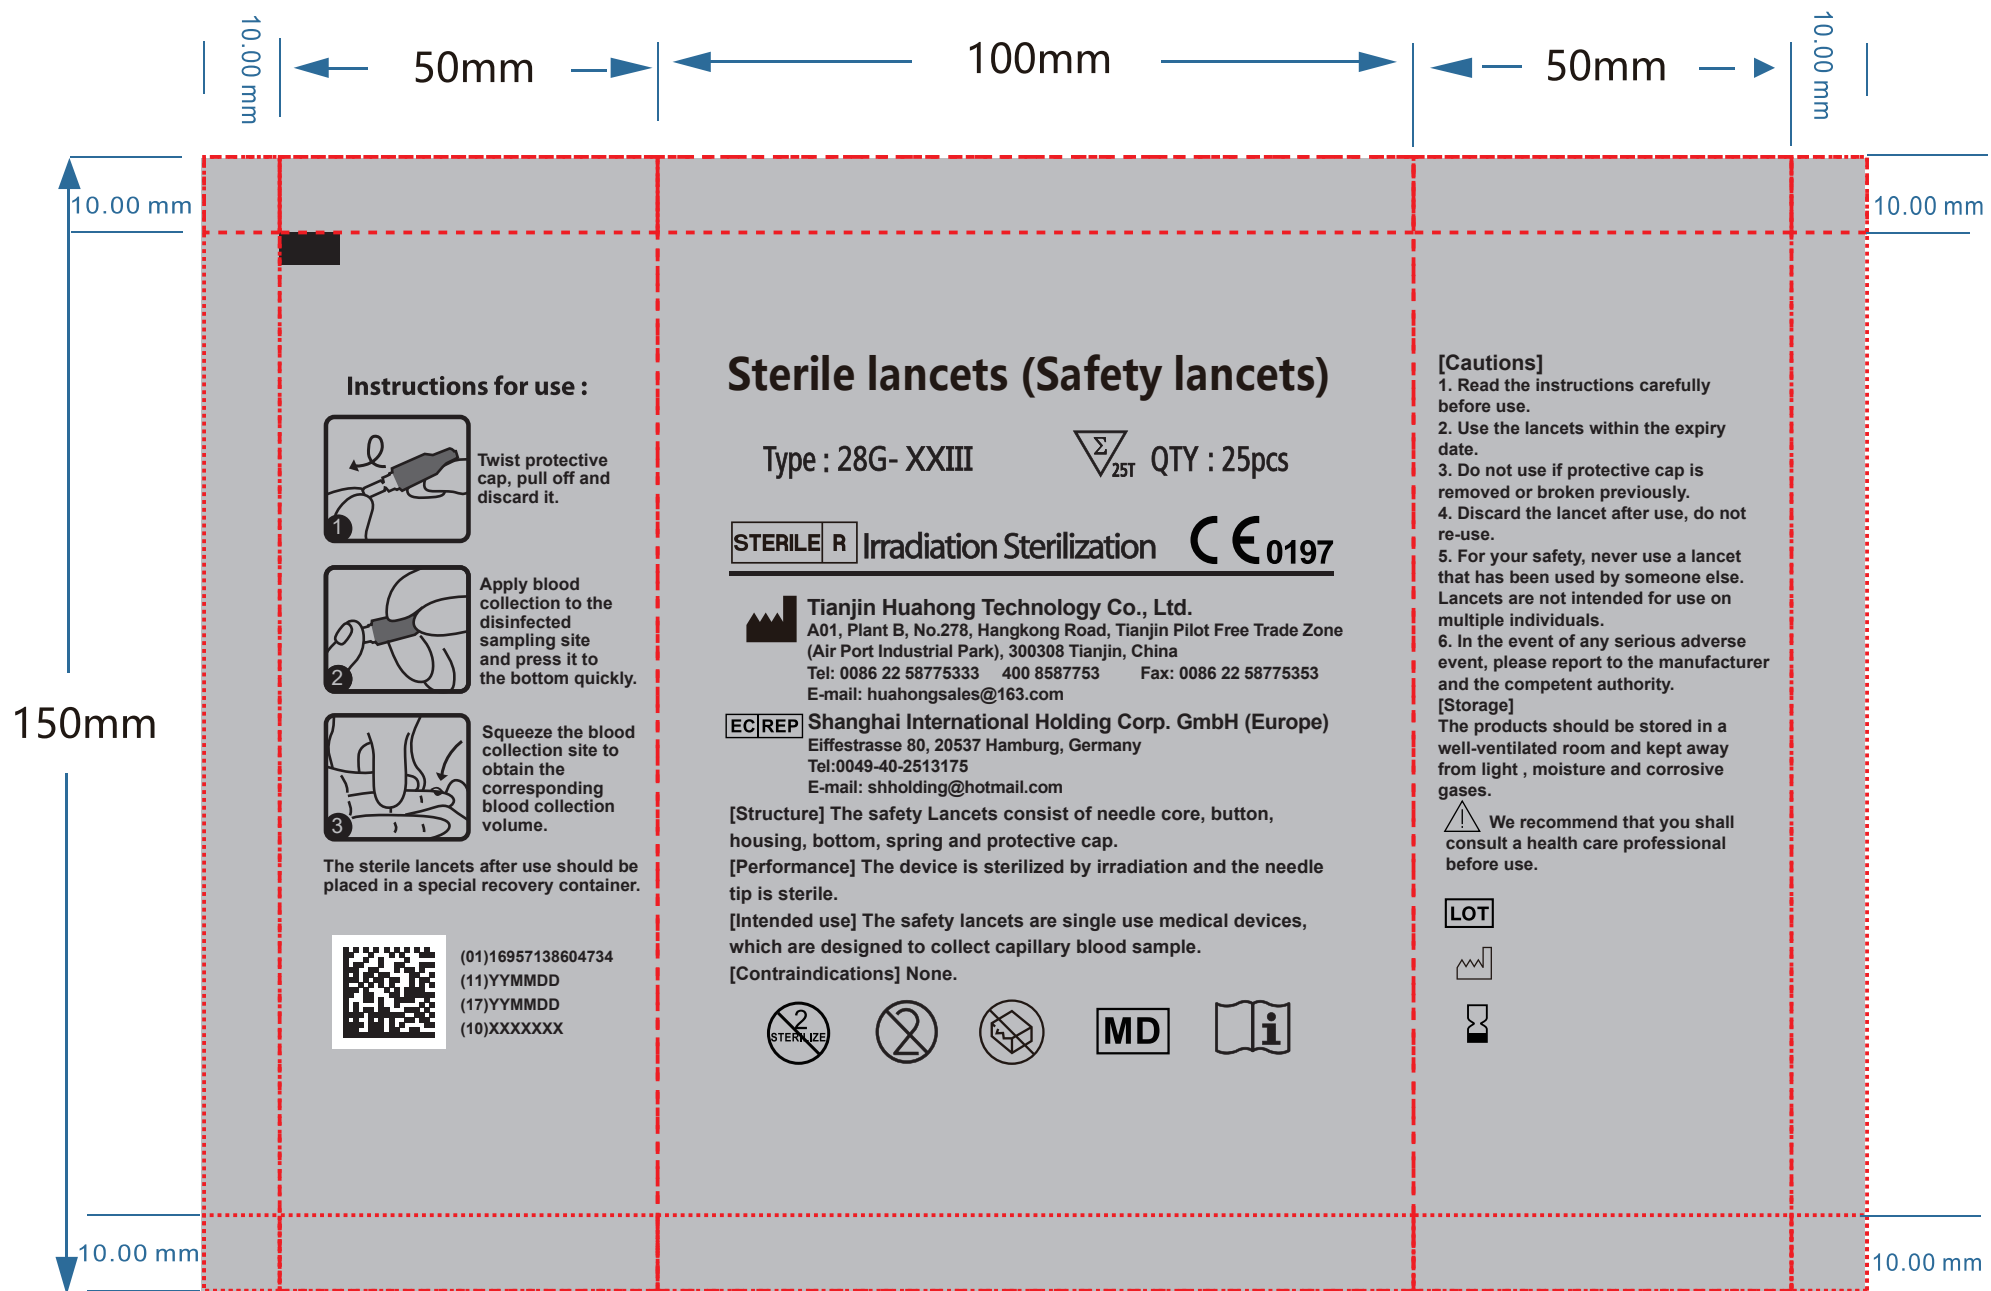 10.00 mm
50mm
100mm
50mm
10.00 mm
10.00 mm
10.00 mm
150mm
10.00 mm
10.00 mm
Instructions for use :
1
Twist protective
cap, pull off and
discard it.
2
Apply blood
collection to the
disinfected
sampling site
and press it to
the bottom quickly.
3
Squeeze the blood
collection site to
obtain the
corresponding
blood collection
volume.
The sterile lancets after use should be
placed in a special recovery container.
(01)16957138604734
(11)YYMMDD
(17)YYMMDD
(10)XXXXXXX
Sterile lancets (Safety lancets)
Type : 28G- XXIII
Σ
25T
QTY : 25pcs
STERILE R Irradiation Sterilization CE 0197
Tianjin Huahong Technology Co., Ltd.
A01, Plant B, No.278, Hangkong Road, Tianjin Pilot Free Trade Zone
(Air Port Industrial Park), 300308 Tianjin, China
Tel: 0086 22 58775333 400 8587753 Fax: 0086 22 58775353
E-mail: huahongsales@163.com
EC REP Shanghai International Holding Corp. GmbH (Europe)
Eiffestrasse 80, 20537 Hamburg, Germany
Tel:0049-40-2513175
E-mail: shholding@hotmail.com
[Structure] The safety Lancets consist of needle core, button,
housing, bottom, spring and protective cap.
[Performance] The device is sterilized by irradiation and the needle
tip is sterile.
[Intended use] The safety lancets are single use medical devices,
which are designed to collect capillary blood sample.
[Contraindications] None.
2
STERILIZE
2
MD
i
[Cautions]
1. Read the instructions carefully
before use.
2. Use the lancets within the expiry
date.
3. Do not use if protective cap is
removed or broken previously.
4. Discard the lancet after use, do not
re-use.
5. For your safety, never use a lancet
that has been used by someone else.
Lancets are not intended for use on
multiple individuals.
6. In the event of any serious adverse
event, please report to the manufacturer
and the competent authority.
[Storage]
The products should be stored in a
well-ventilated room and kept away
from light , moisture and corrosive
gases.
! We recommend that you shall
consult a health care professional
before use.
LOT